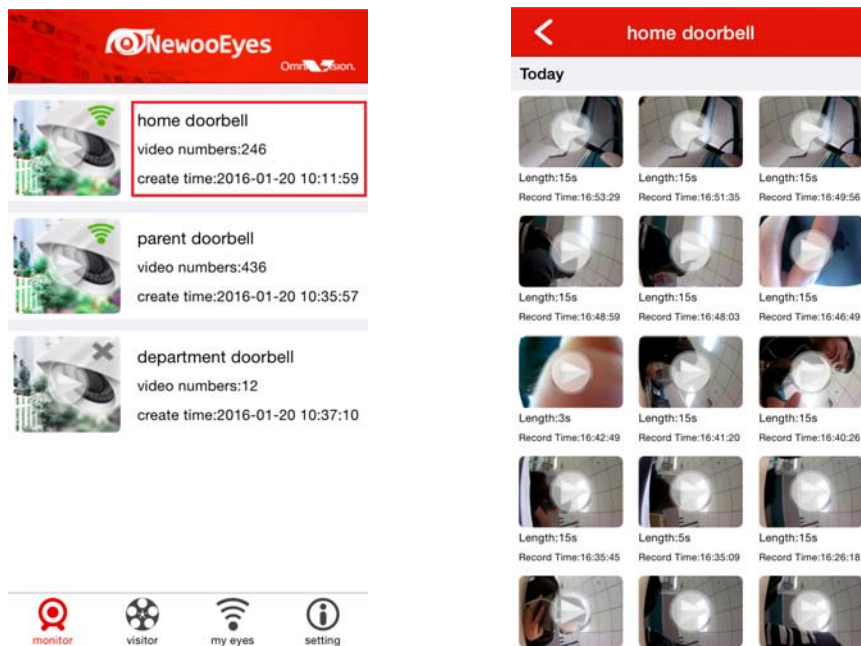 NewooEyes
OmniVision.
home doorbell
video numbers:246
create time:2016-01-20 10:11:59
parent doorbell
video numbers:436
create time:2016-01-20 10:35:57
department doorbell
video numbers:12
create time:2016-01-20 10:37:10
monitor
visitor
my eyes
setting
home doorbell
Today
Length:15s Length:15s Length:15s
Record Time:16:53:29 Record Time:16:51:35 Record Time:16:49:56
Length:15s Length:15s Length:15s
Record Time:16:48:59 Record Time:16:48:03 Record Time:16:46:49
Length:3s Length:15s Length:15s
Record Time:16:42:49 Record Time:16:41:20 Record Time:16:40:26
Length:15s Length:5s Length:15s
Record Time:16:35:45 Record Time:16:35:09 Record Time:16:26:18